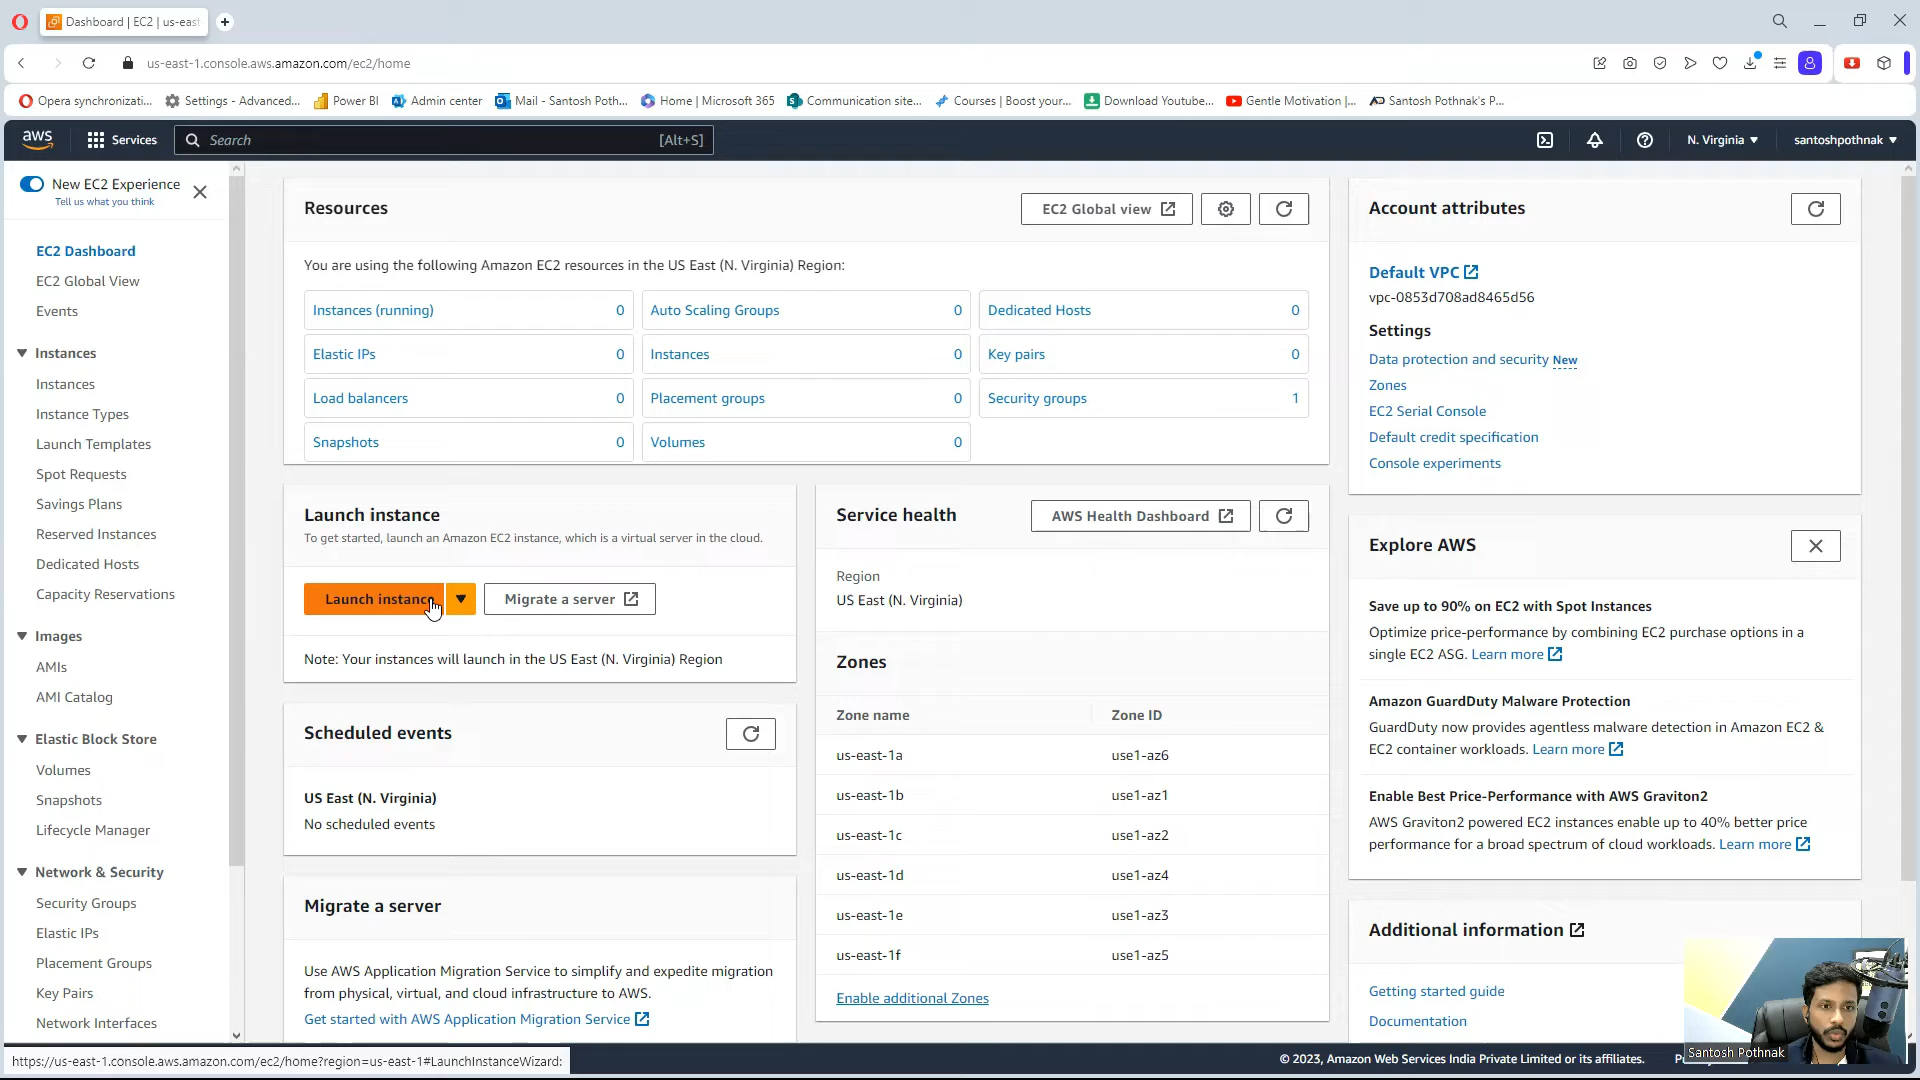 Dashboard | EC2 | us-east
us-east-1.console.aws.amazon.com/ec2/home
Opera synchronizati...
Settings - Advanced...
Power BI
Admin center
Mail - Santosh Poth...
Home | Microsoft 365
Communication site...
Courses | Boost your...
Download Youtube...
Gentle Motivation |...
Santosh Pothnak's P...
aws
Services
Search
[Alt+S]
N. Virginia
santoshpothnak
New EC2 Experience
Tell us what you think
EC2 Dashboard
EC2 Global View
Events
Instances
Instances
Instance Types
Launch Templates
Spot Requests
Savings Plans
Reserved Instances
Dedicated Hosts
Capacity Reservations
Images
AMIs
AMI Catalog
Elastic Block Store
Volumes
Snapshots
Lifecycle Manager
Network & Security
Security Groups
Elastic IPs
Placement Groups
Key Pairs
Network Interfaces
Resources
EC2 Global view
You are using the following Amazon EC2 resources in the US East (N. Virginia) Region:
Instances (running) 0
Auto Scaling Groups 0
Dedicated Hosts 0
Elastic IPs 0
Instances 0
Key pairs 0
Load balancers 0
Placement groups 0
Security groups 1
Snapshots 0
Volumes 0
Launch instance
To get started, launch an Amazon EC2 instance, which is a virtual server in the cloud.
Launch instance
Migrate a server
Note: Your instances will launch in the US East (N. Virginia) Region
Scheduled events
US East (N. Virginia)
No scheduled events
Migrate a server
Use AWS Application Migration Service to simplify and expedite migration
from physical, virtual, and cloud infrastructure to AWS.
Get started with AWS Application Migration Service
Service health
AWS Health Dashboard
Region
US East (N. Virginia)
Zones
Zone name Zone ID
us-east-1a use1-az6
us-east-1b use1-az1
us-east-1c use1-az2
us-east-1d use1-az4
us-east-1e use1-az3
us-east-1f use1-az5
Enable additional Zones
Account attributes
Default VPC
vpc-0853d708ad8465d56
Settings
Data protection and security New
Zones
EC2 Serial Console
Default credit specification
Console experiments
Explore AWS
Save up to 90% on EC2 with Spot Instances
Optimize price-performance by combining EC2 purchase options in a
single EC2 ASG. Learn more
Amazon GuardDuty Malware Protection
GuardDuty now provides agentless malware detection in Amazon EC2 &
EC2 container workloads. Learn more
Enable Best Price-Performance with AWS Graviton2
AWS Graviton2 powered EC2 instances enable up to 40% better price
performance for a broad spectrum of cloud workloads. Learn more
Additional information
Getting started guide
Documentation
Santosh Pothnak
https://us-east-1.console.aws.amazon.com/ec2/home?region=us-east-1#LaunchInstanceWizard:
© 2023, Amazon Web Services India Private Limited or its affiliates.